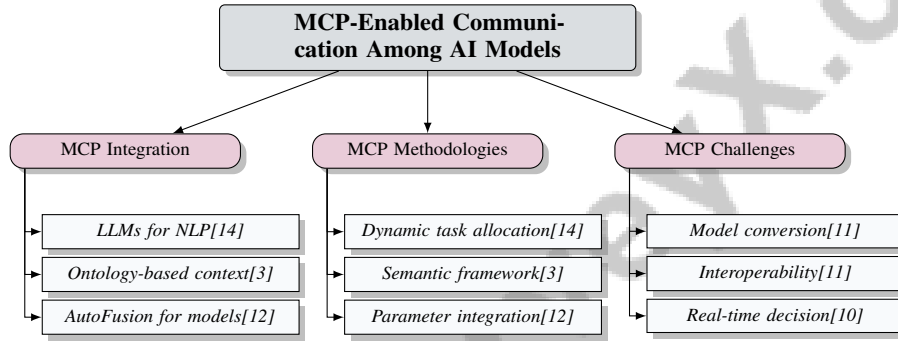 MCP-Enabled Communi-
cation Among AI Models
MCP Integration
LLMs for NLP[14]
Ontology-based context[3]
AutoFusion for models[12]
MCP Methodologies
Dynamic task allocation[14]
Semantic framework[3]
Parameter integration[12]
MCP Challenges
Model conversion[11]
Interoperability[11]
Real-time decision[10]